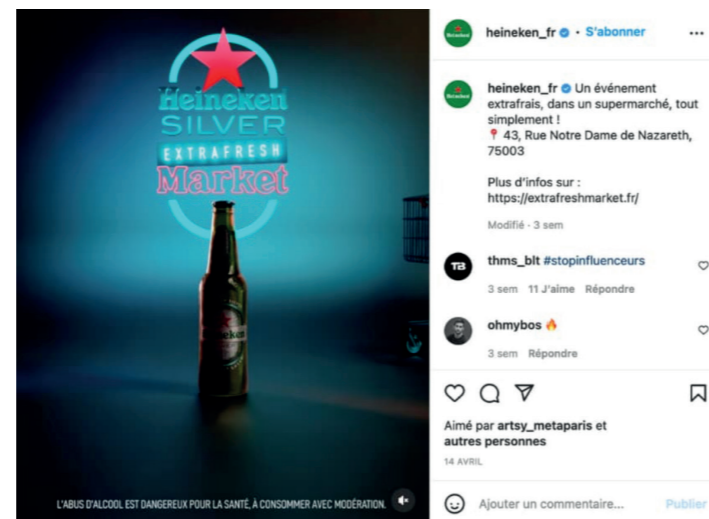 Heineken
SILVER
EXTRAFRESH
Market
L'ABUS D'ALCOOL EST DANGEREUX POUR LA SANTÉ, À CONSOMMER AVEC MODÉRATION.
heineken_fr • S'abonner
heineken_fr Un événement
extrafrais, dans un supermarché, tout
simplement !
43, Rue Notre Dame de Nazareth,
75003
Plus d'infos sur :
https://extrafreshmarket.fr/
Modifié · 3 sem
TB
thms_blt #stopinfluenceurs
3 sem 11 J'aime Répondre
ohmybos 🔥
3 sem Répondre
Aimé par artsy_metaparis et
autres personnes
14 AVRIL
Ajouter un commentaire... Publier